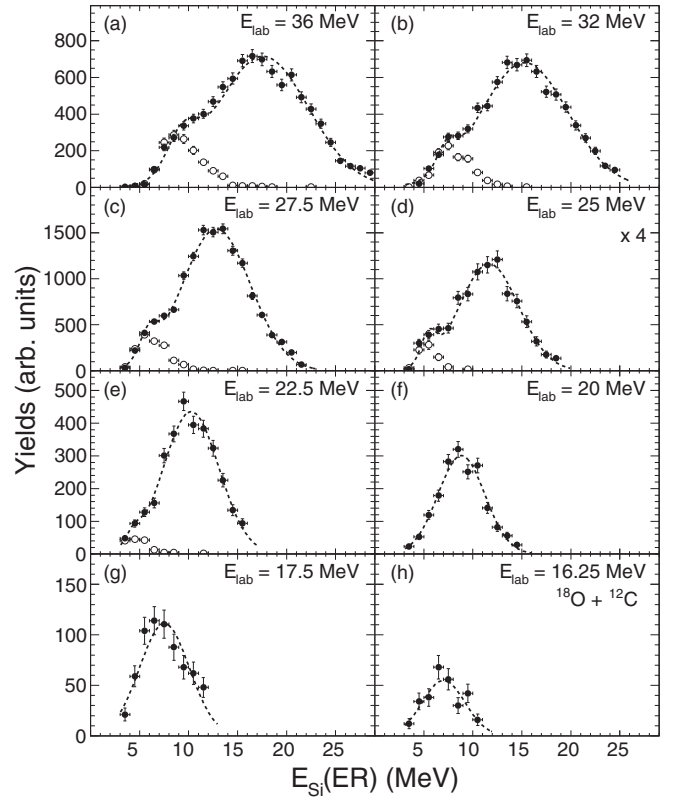 (a) E_lab = 36 MeV
(b) E_lab = 32 MeV
800
600
400
200
0
(c) E_lab = 27.5 MeV
(d) E_lab = 25 MeV
x 4
1500
1000
500
0
(e) E_lab = 22.5 MeV
(f) E_lab = 20 MeV
500
400
300
200
100
0
(g) E_lab = 17.5 MeV
(h) E_lab = 16.25 MeV
¹⁸O + ¹²C
150
100
50
0
5 10 15 20 25
5 10 15 20 25
Yields (arb. units)
E_Si(ER) (MeV)